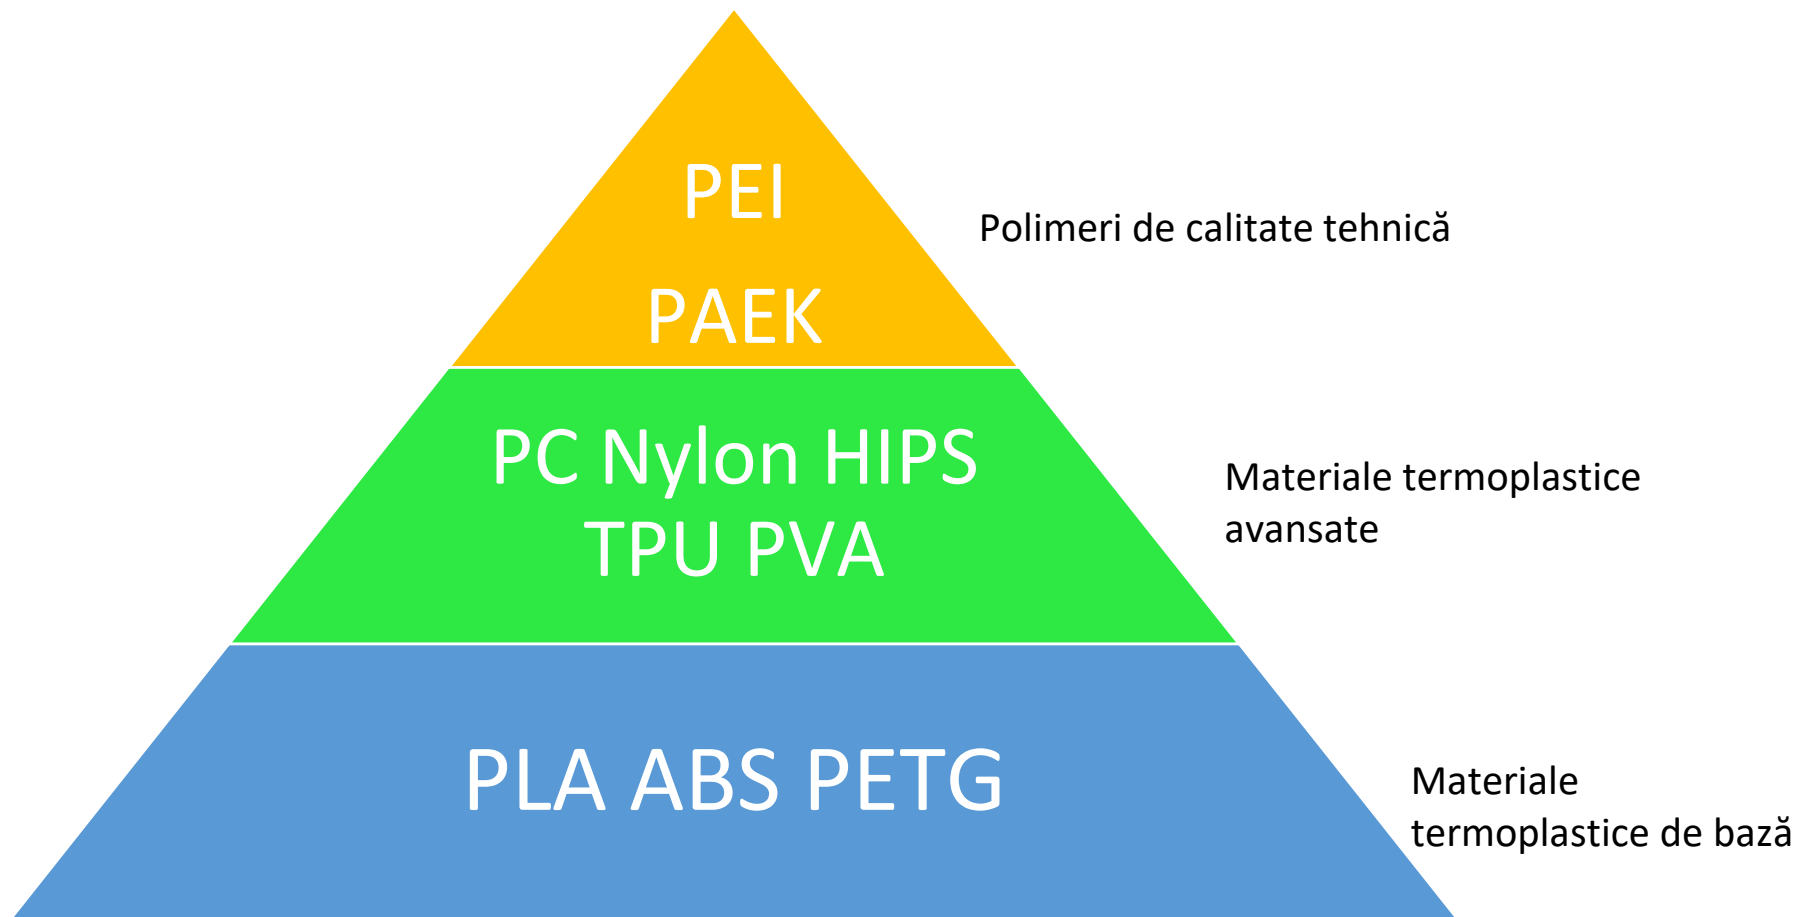 PEI
PAEK
Polimeri de calitate tehnică
PC Nylon HIPS
TPU PVA
Materiale termoplastice
avansate
PLA ABS PETG
Materiale
termoplastice de bază